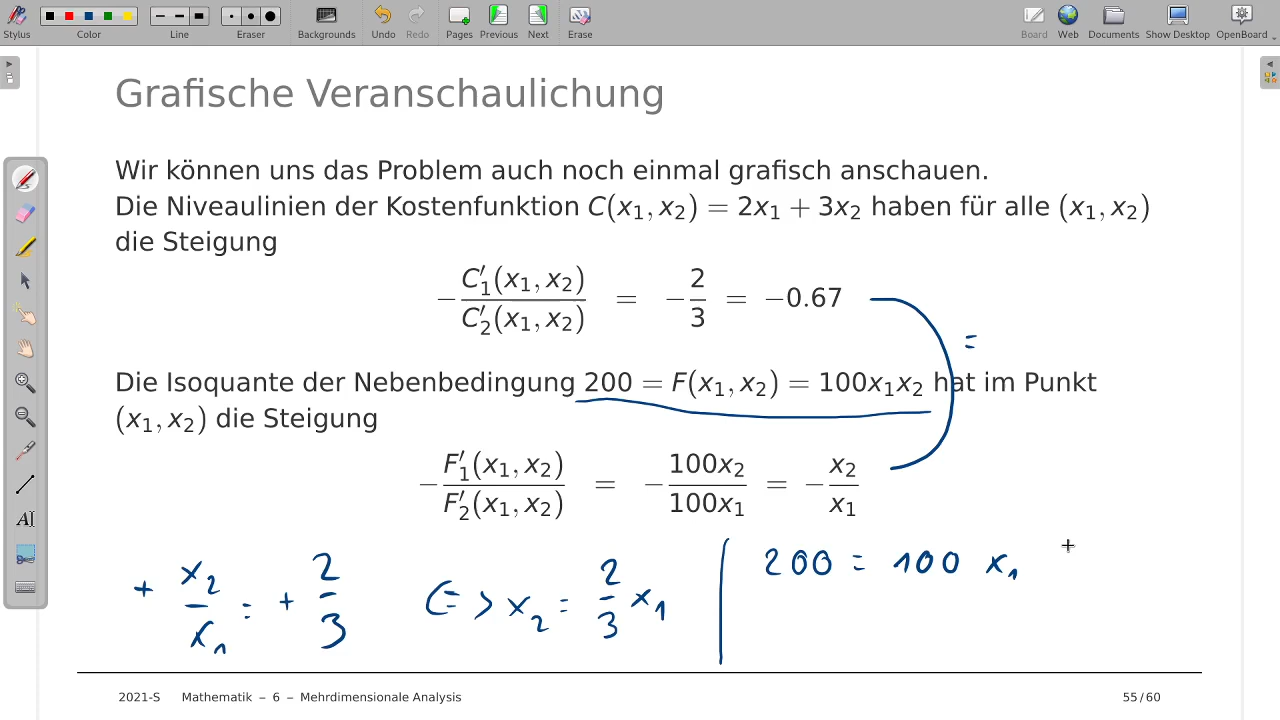 Stylus Color Line Eraser Backgrounds Undo Redo Pages Previous Next Erase Board Web Documents Show Desktop OpenBoard
Grafische Veranschaulichung
Wir können uns das Problem auch noch einmal grafisch anschauen.
Die Niveaulinien der Kostenfunktion C(x₁, x₂) = 2x₁ + 3x₂ haben für alle (x₁, x₂)
die Steigung
−C′₁(x₁, x₂)/C′₂(x₁, x₂) = −2/3 = −0.67
=
Die Isoquante der Nebenbedingung 200 = F(x₁, x₂) = 100x₁x₂ hat im Punkt
(x₁, x₂) die Steigung
−F′₁(x₁, x₂)/F′₂(x₁, x₂) = −100x₂/100x₁ = −x₂/x₁
+ x₂/x₁ = + 2/3 <=> x₂ = 2/3 x₁ | 200 = 100 x₁
2021-S Mathematik – 6 – Mehrdimensionale Analysis 55/60